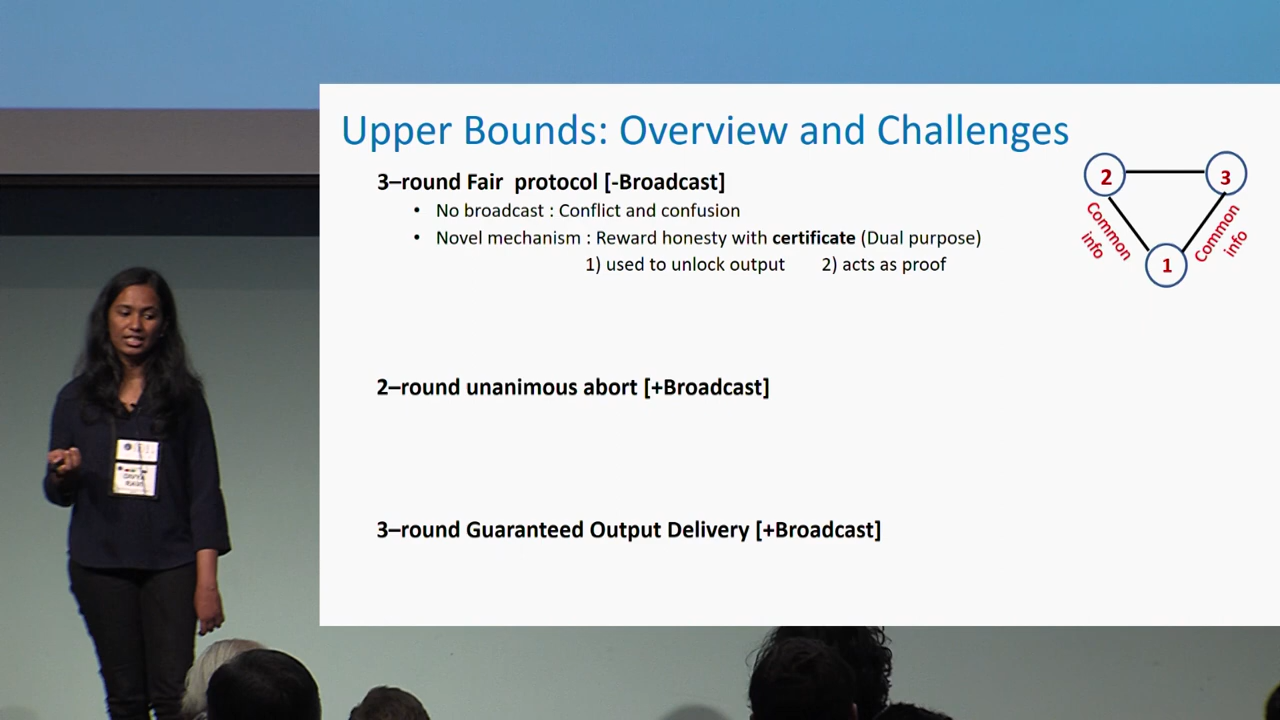 Upper Bounds: Overview and Challenges
3–round Fair protocol [-Broadcast]
• No broadcast : Conflict and confusion
• Novel mechanism : Reward honesty with certificate (Dual purpose)
1) used to unlock output 2) acts as proof
2 3
Common info
Common info
1
2–round unanimous abort [+Broadcast]
3–round Guaranteed Output Delivery [+Broadcast]
DIVYA
RAVI